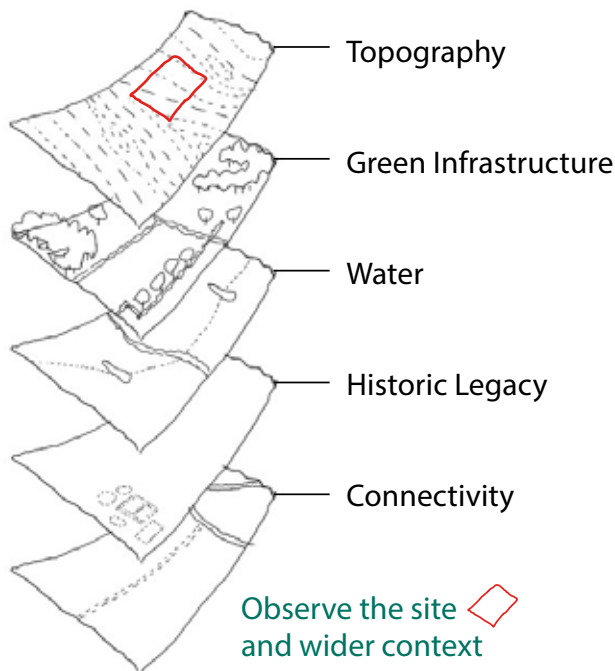 Topography
Green Infrastructure
Water
Historic Legacy
Connectivity
Observe the site
and wider context